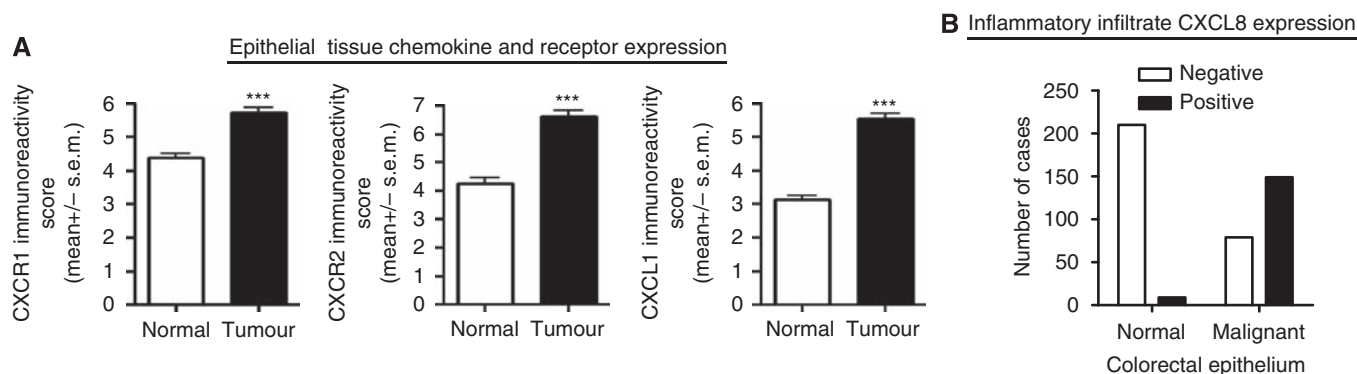 A
Epithelial tissue chemokine and receptor expression
CXCR1 immunoreactivity
score
(mean+/− s.e.m.)
6
5
4
3
2
1
0
***
Normal Tumour
CXCR2 immunoreactivity
score
(mean+/− s.e.m.)
7
6
5
4
3
2
1
0
***
Normal Tumour
CXCL1 immunoreactivity
score
(mean+/− s.e.m.)
6
5
4
3
2
1
0
***
Normal Tumour
B Inflammatory infiltrate CXCL8 expression
Negative
Positive
Number of cases
250
200
150
100
50
0
Normal Malignant
Colorectal epithelium